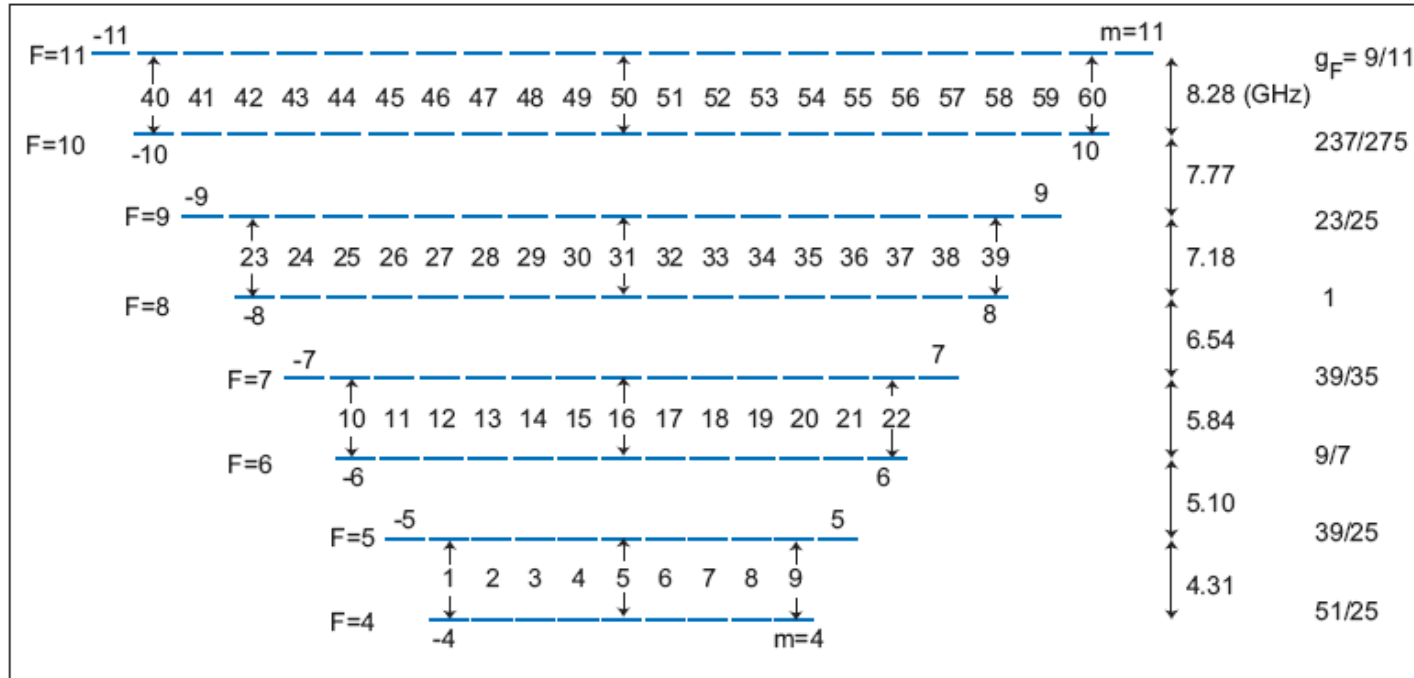 -11 m=11
F=11 g_F= 9/11
40 41 42 43 44 45 46 47 48 49 50 51 52 53 54 55 56 57 58 59 60 8.28 (GHz)
F=10 -10 10 237/275
7.77
-9 9
F=9 23/25
23 24 25 26 27 28 29 30 31 32 33 34 35 36 37 38 39 7.18
F=8 -8 8 1
6.54
-7 7
F=7 39/35
10 11 12 13 14 15 16 17 18 19 20 21 22 5.84
F=6 -6 6 9/7
5.10
-5 5
F=5 39/25
1 2 3 4 5 6 7 8 9 4.31
F=4 51/25
-4 m=4